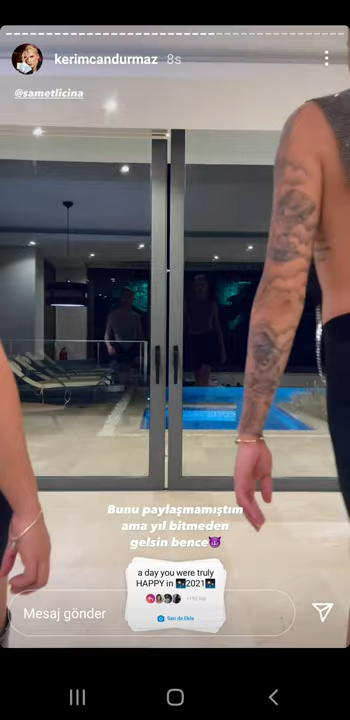 kerimcandurmaz 8s
@sametlicina
Bunu paylaşmamıştım
ama yıl bitmeden
gelsin bence😈
a day you were truly
HAPPY in 🌃2021🌃
Sen de Ekle
Mesaj gönder